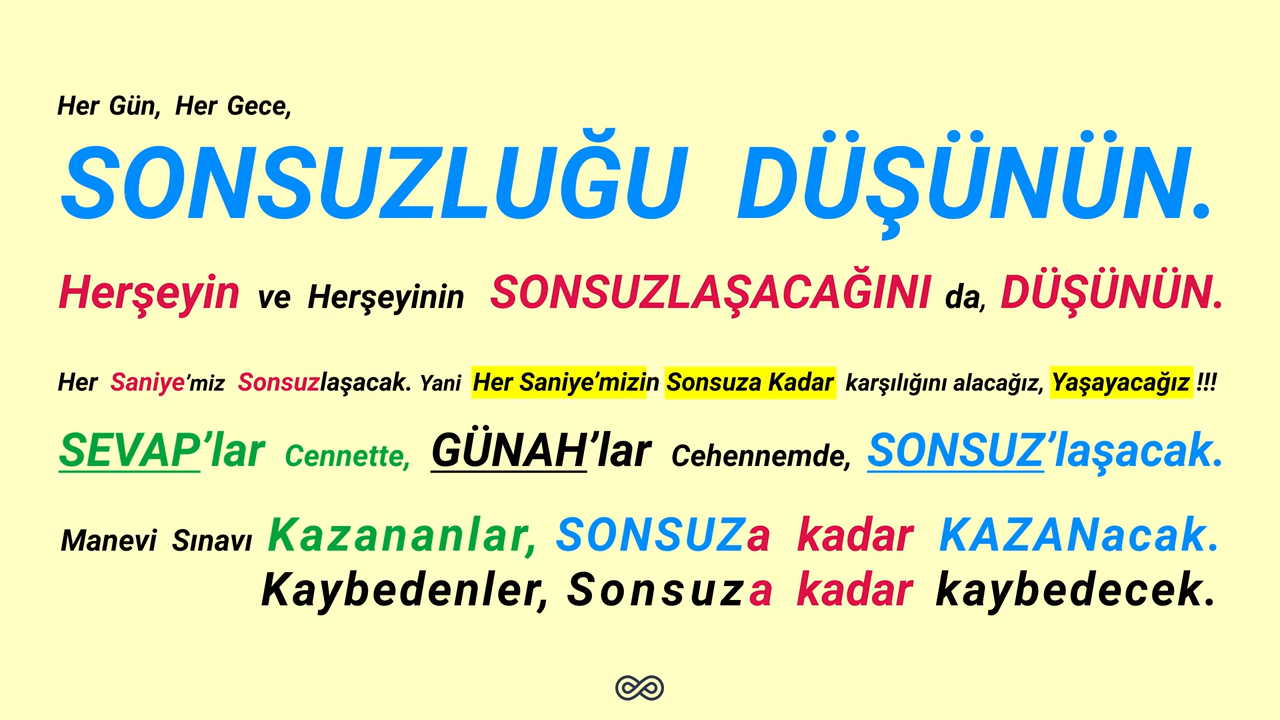 Her Gün, Her Gece,
SONSUZLUĞU DÜŞÜNÜN.
Herşeyin ve Herşeyinin SONSUZLAŞACAĞINI da, DÜŞÜNÜN.
Her Saniye’miz Sonsuzlaşacak. Yani Her Saniye’mizin Sonsuza Kadar karşılığını alacağız, Yaşayacağız !!!
SEVAP’lar Cennette, GÜNAH’lar Cehennemde, SONSUZ’laşacak.
Manevi Sınavı Kazananlar, SONSUZa kadar KAZANacak.
Kaybedenler, Sonsuza kadar kaybedecek.